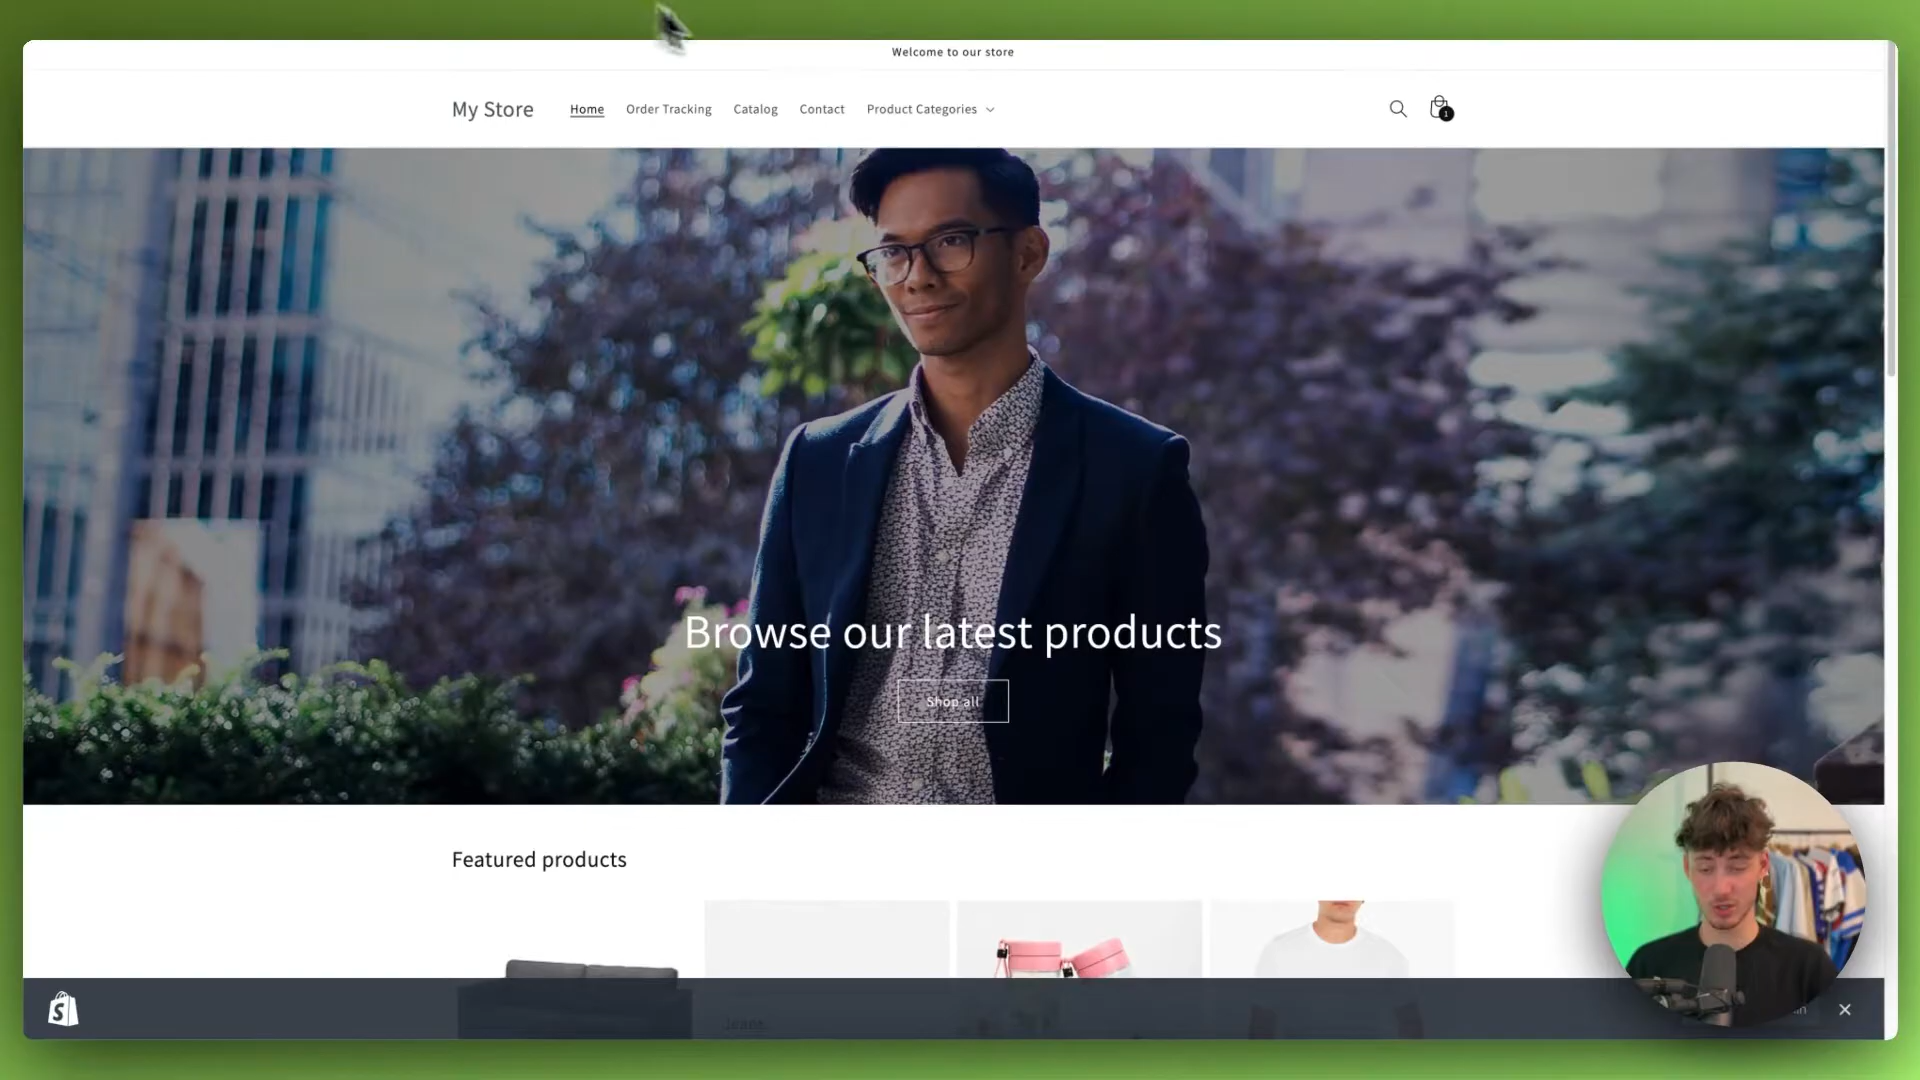 Welcome to our store
My Store Home Order Tracking Catalog Contact Product Categories
1
Browse our latest products
Shop all
Featured products
Jeans
S